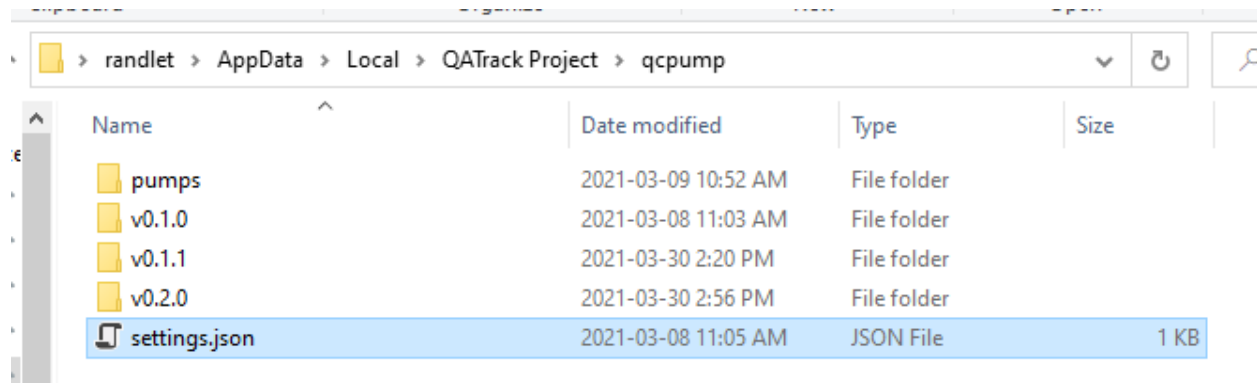 randlet > AppData > Local > QATrack Project > qcpump
Name Date modified Type Size
pumps 2021-03-09 10:52 AM File folder
v0.1.0 2021-03-08 11:03 AM File folder
v0.1.1 2021-03-30 2:20 PM File folder
v0.2.0 2021-03-30 2:56 PM File folder
settings.json 2021-03-08 11:05 AM JSON File 1 KB